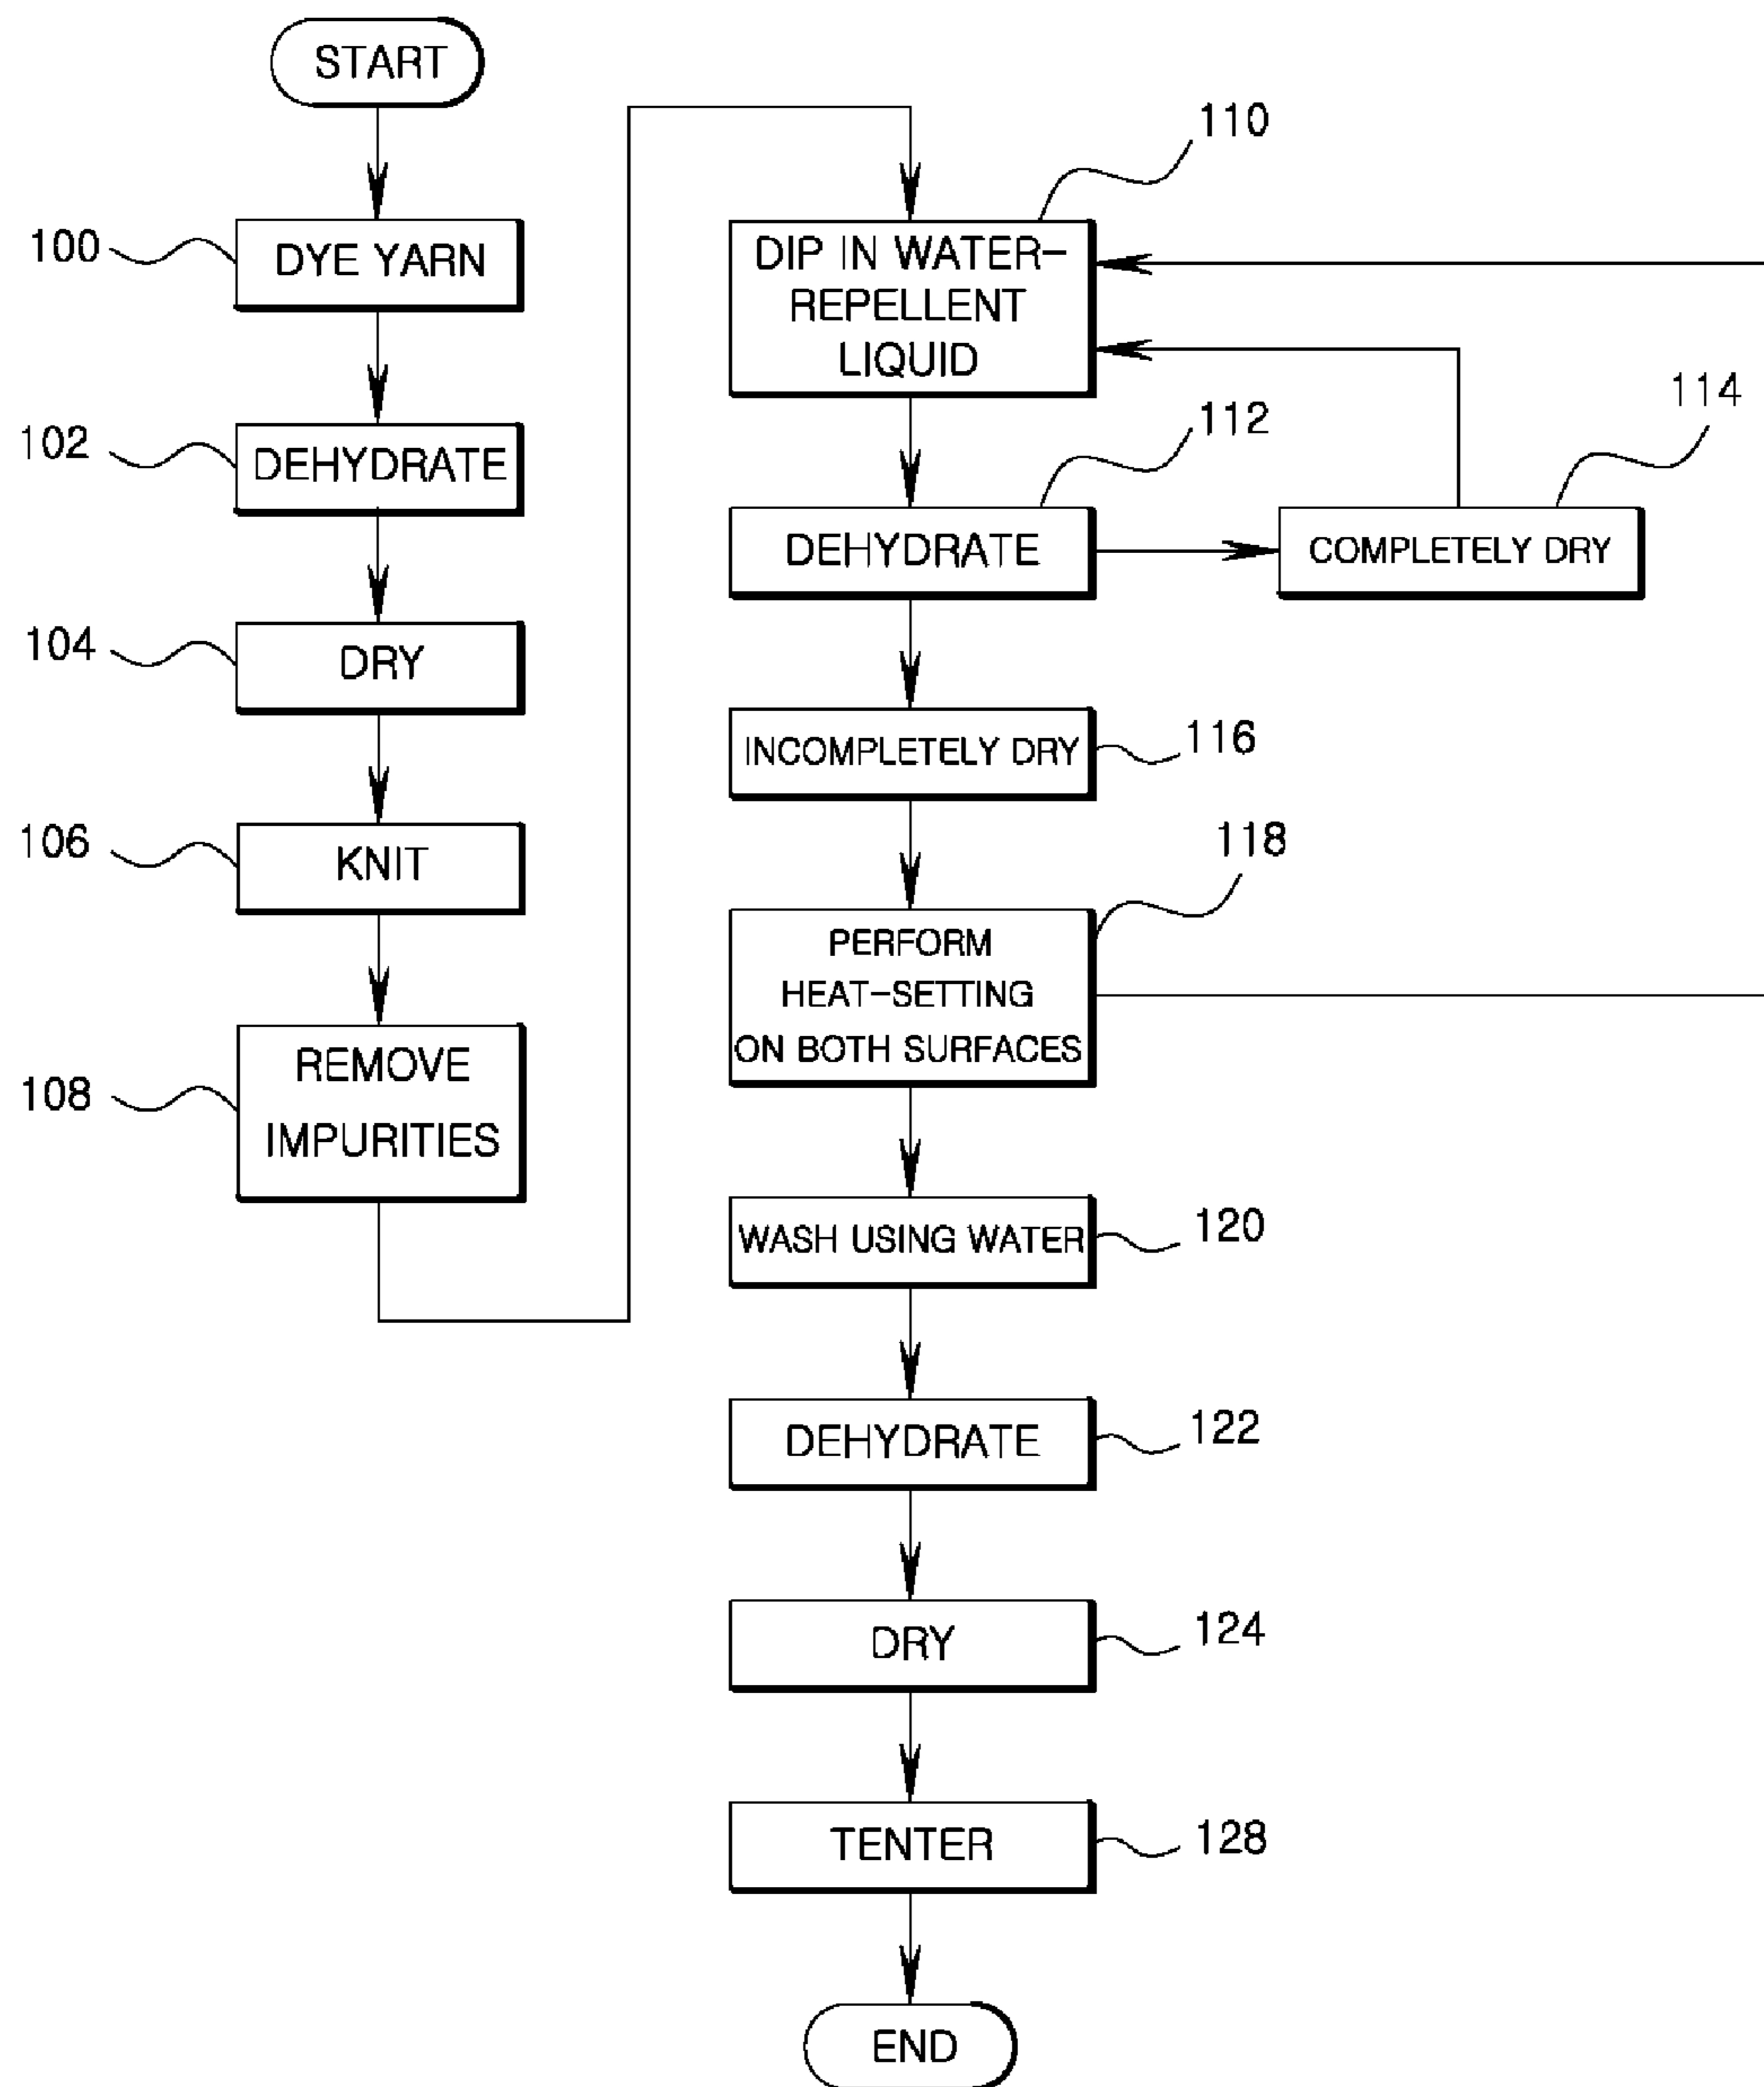 START
100
DYE YARN
102
DEHYDRATE
104
DRY
106
KNIT
108
REMOVE
IMPURITIES
110
DIP IN WATER-
REPELLENT
LIQUID
112
DEHYDRATE
114
COMPLETELY DRY
INCOMPLETELY DRY
116
118
PERFORM
HEAT-SETTING
ON BOTH SURFACES
WASH USING WATER
120
DEHYDRATE
122
DRY
124
TENTER
128
END